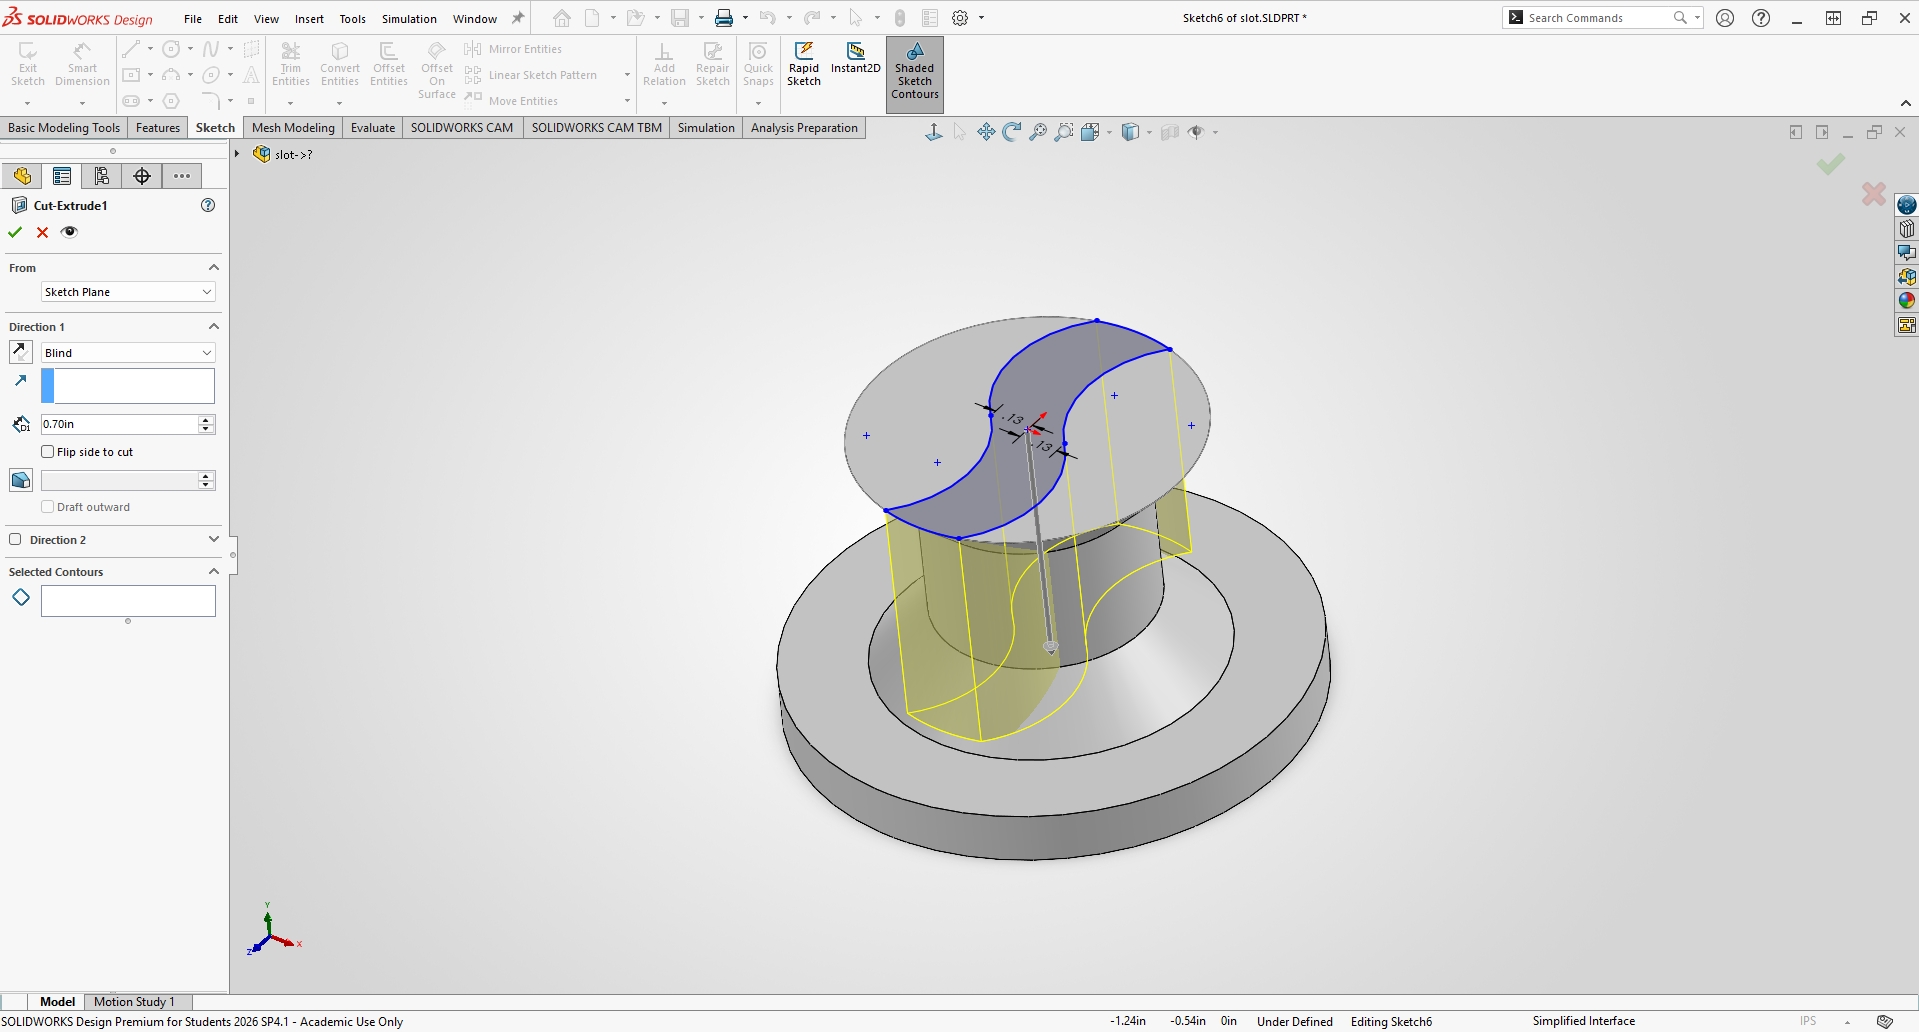 SOLIDWORKS Design
File Edit View Insert Tools Simulation Window
Sketch6 of slot.SLDPRT *
Search Commands
Exit Sketch
Smart Dimension
Trim Entities
Convert Entities
Offset Entities
Offset On Surface
Mirror Entities
Linear Sketch Pattern
Move Entities
Add Relation
Repair Sketch
Quick Snaps
Rapid Sketch
Instant2D
Shaded Sketch Contours
Basic Modeling Tools Features Sketch Mesh Modeling Evaluate SOLIDWORKS CAM SOLIDWORKS CAM TBM Simulation Analysis Preparation
slot->?
Cut-Extrude1
From
Sketch Plane
Direction 1
Blind
0.70in
Flip side to cut
Draft outward
Direction 2
Selected Contours
.13
.13
Y
X
Z
Model Motion Study 1
SOLIDWORKS Design Premium for Students 2026 SP4.1 - Academic Use Only
-1.24in -0.54in 0in Under Defined Editing Sketch6 Simplified Interface IPS